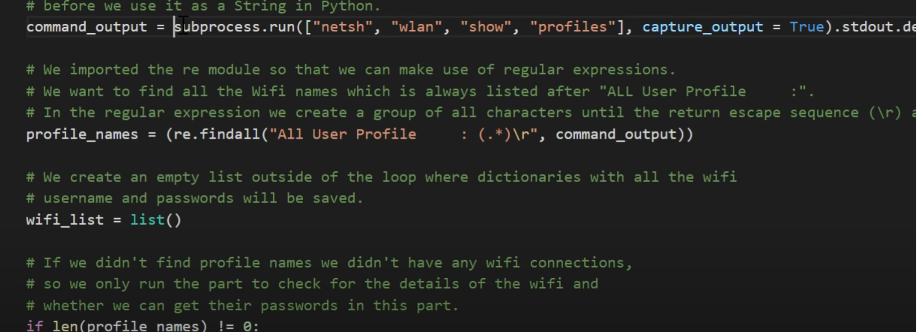 # before we use it as a String in Python.
command_output = subprocess.run(["netsh", "wlan", "show", "profiles"], capture_output = True).stdout.de
# We imported the re module so that we can make use of regular expressions.
# We want to find all the Wifi names which is always listed after "ALL User Profile     :".
# In the regular expression we create a group of all characters until the return escape sequence (\r) a
profile_names = (re.findall("All User Profile     : (.*)\r", command_output))
# We create an empty list outside of the loop where dictionaries with all the wifi
# username and passwords will be saved.
wifi_list = list()
# If we didn't find profile names we didn't have any wifi connections,
# so we only run the part to check for the details of the wifi and
# whether we can get their passwords in this part.
if len(profile_names) != 0: